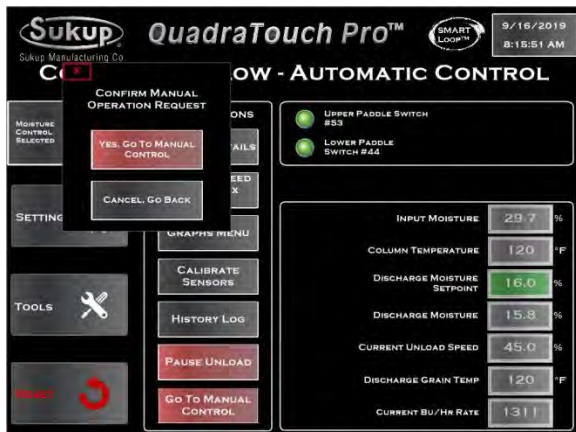 Sukup
Sukup Manufacturing Co
QuadraTouch Pro™
SMART
LOOP™
9/16/2019
8:15:51 AM
LOW - AUTOMATIC CONTROL
X
CONFIRM MANUAL
OPERATION REQUEST
YES, GO TO MANUAL
CONTROL
CANCEL, GO BACK
MOISTURE
CONTROL
SELECTED
SETTING
TOOLS
GRAPHS MENU
CALIBRATE
SENSORS
HISTORY LOG
PAUSE UNLOAD
GO TO MANUAL
CONTROL
UPPER PADDLE SWITCH
#53
LOWER PADDLE
SWITCH #44
INPUT MOISTURE 29.7 %
COLUMN TEMPERATURE 120 °F
DISCHARGE MOISTURE
SETPOINT 16.0 %
DISCHARGE MOISTURE 15.8 %
CURRENT UNLOAD SPEED 45.0 %
DISCHARGE GRAIN TEMP 120 °F
CURRENT BU/HR RATE 1311